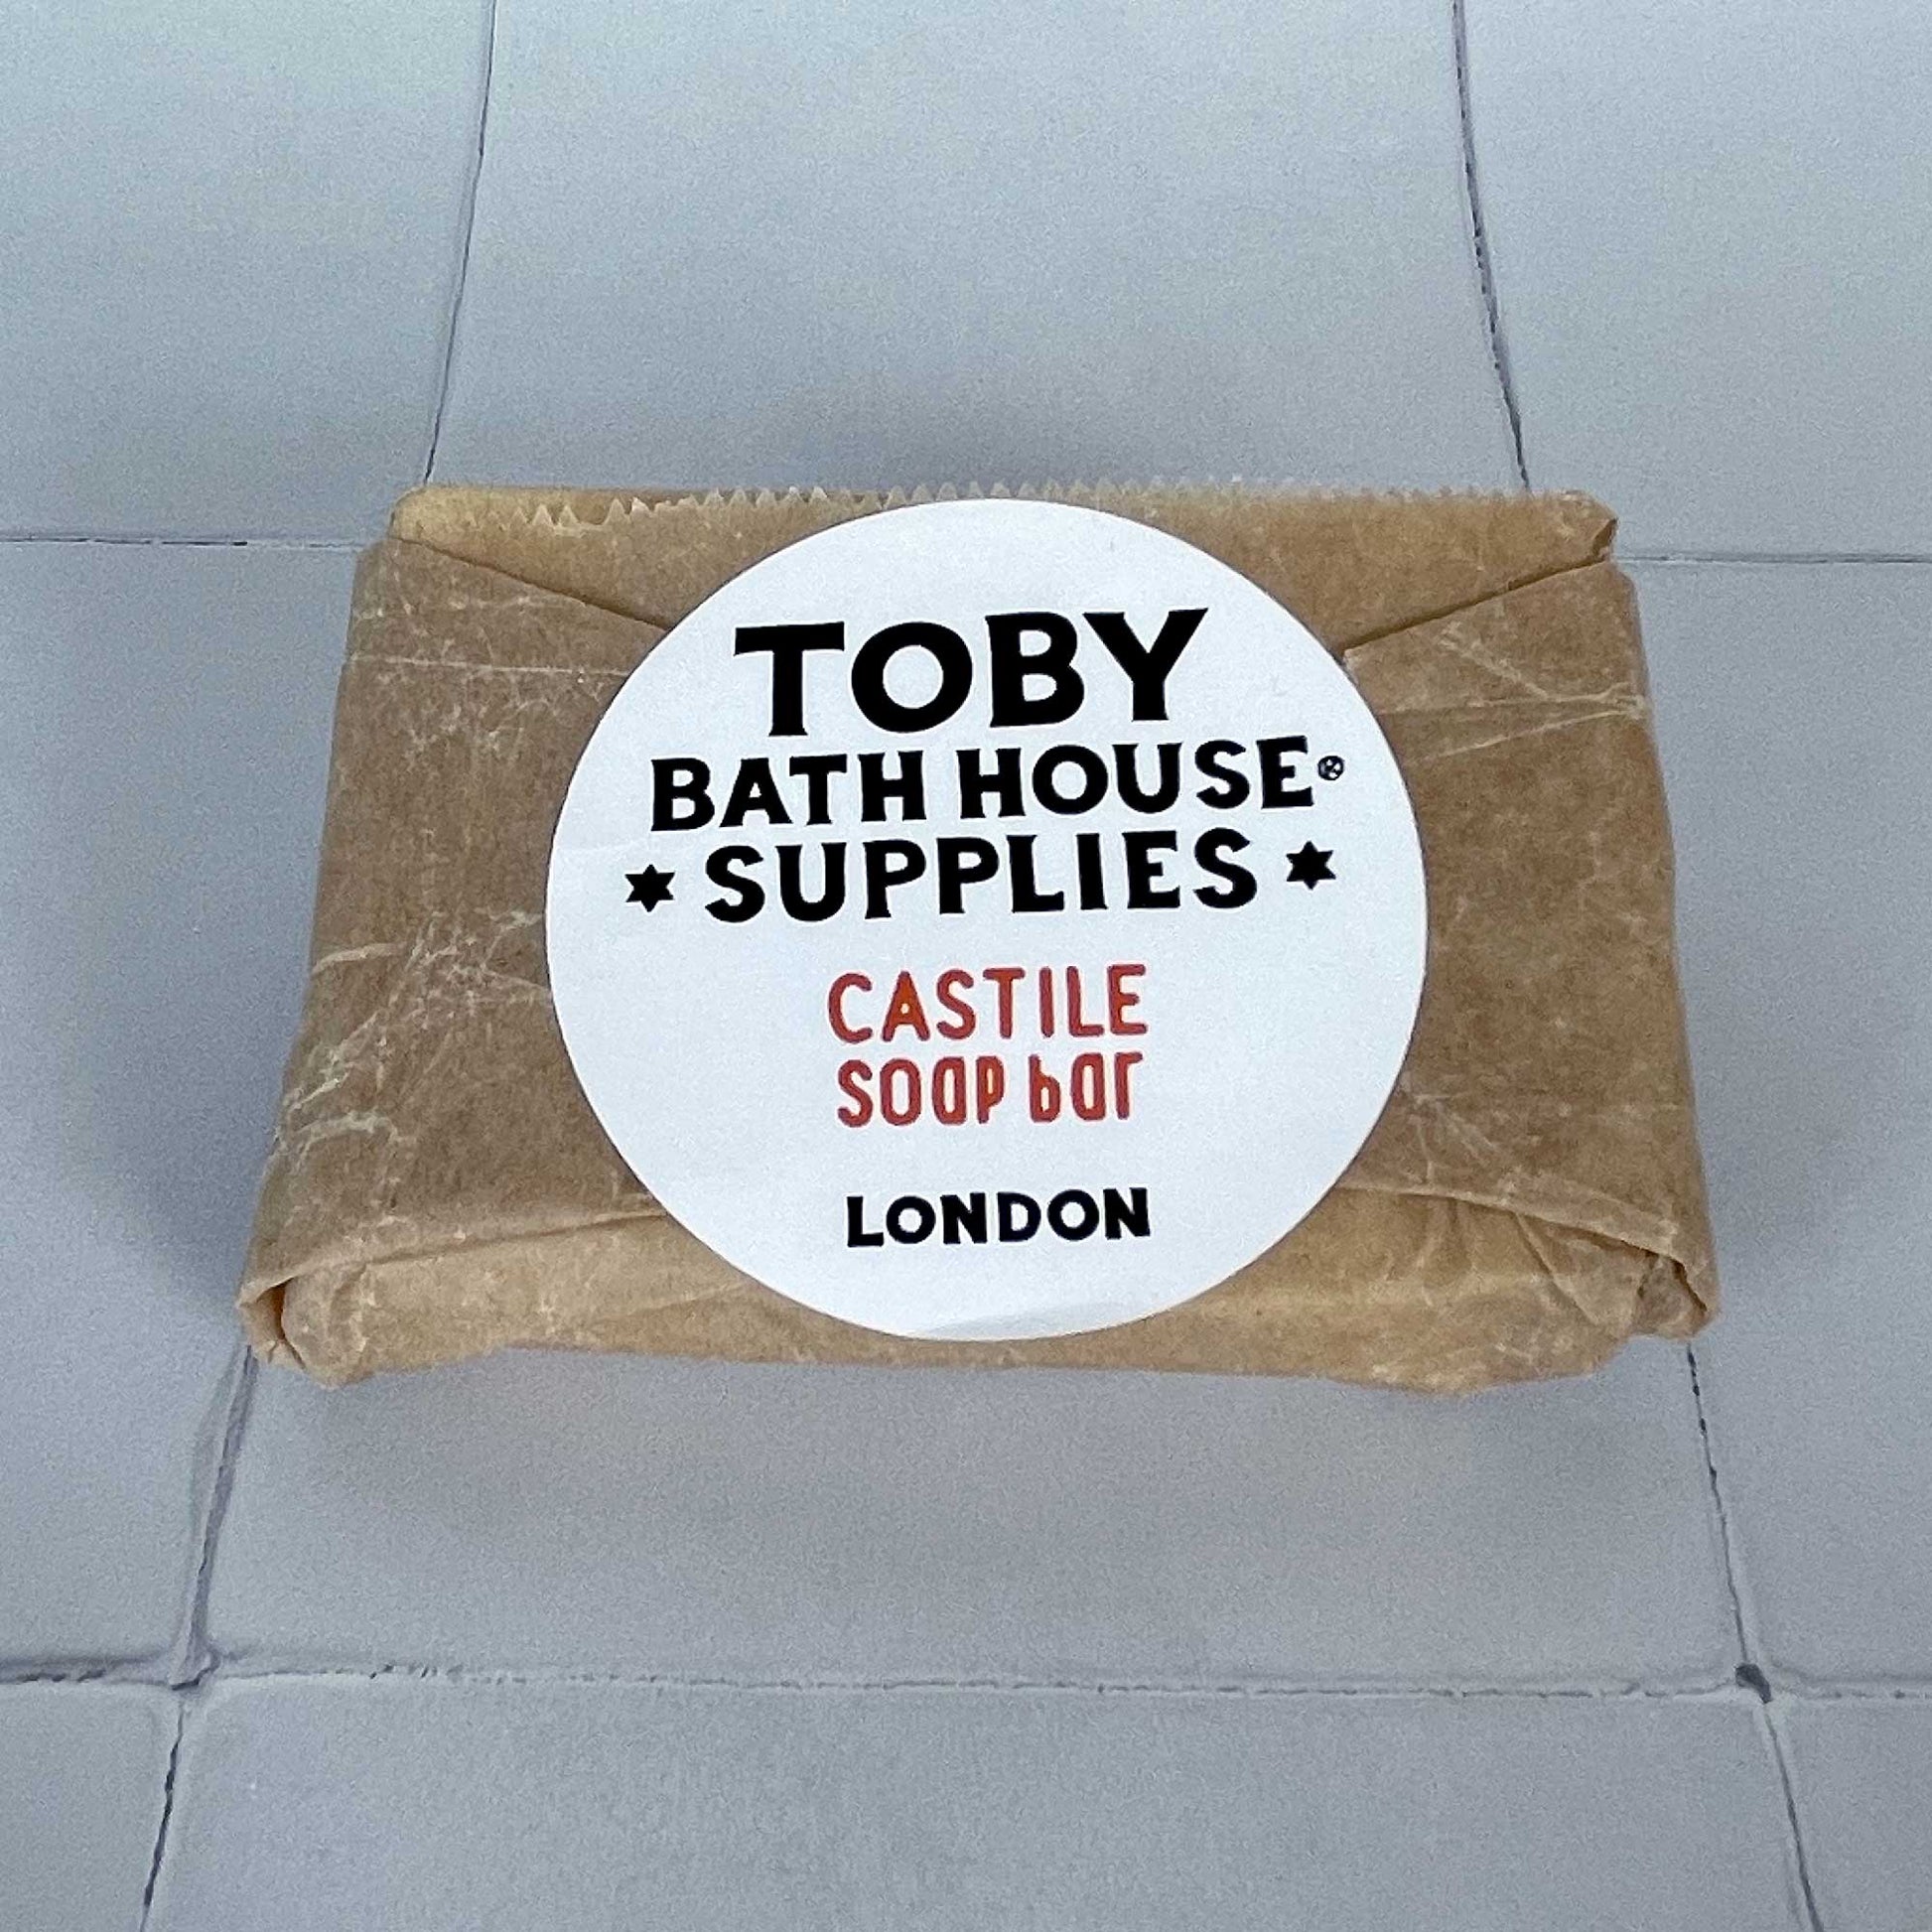 TOBY
BATH HOUSE®
★ SUPPLIES ★
CASTILE
SOap bar
LONDON